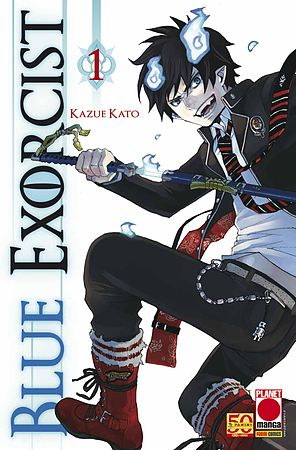 BLUE EXORCIST
1
KAZUE KATO
50
PANINI
PLANET
manga
PANINI COMICS